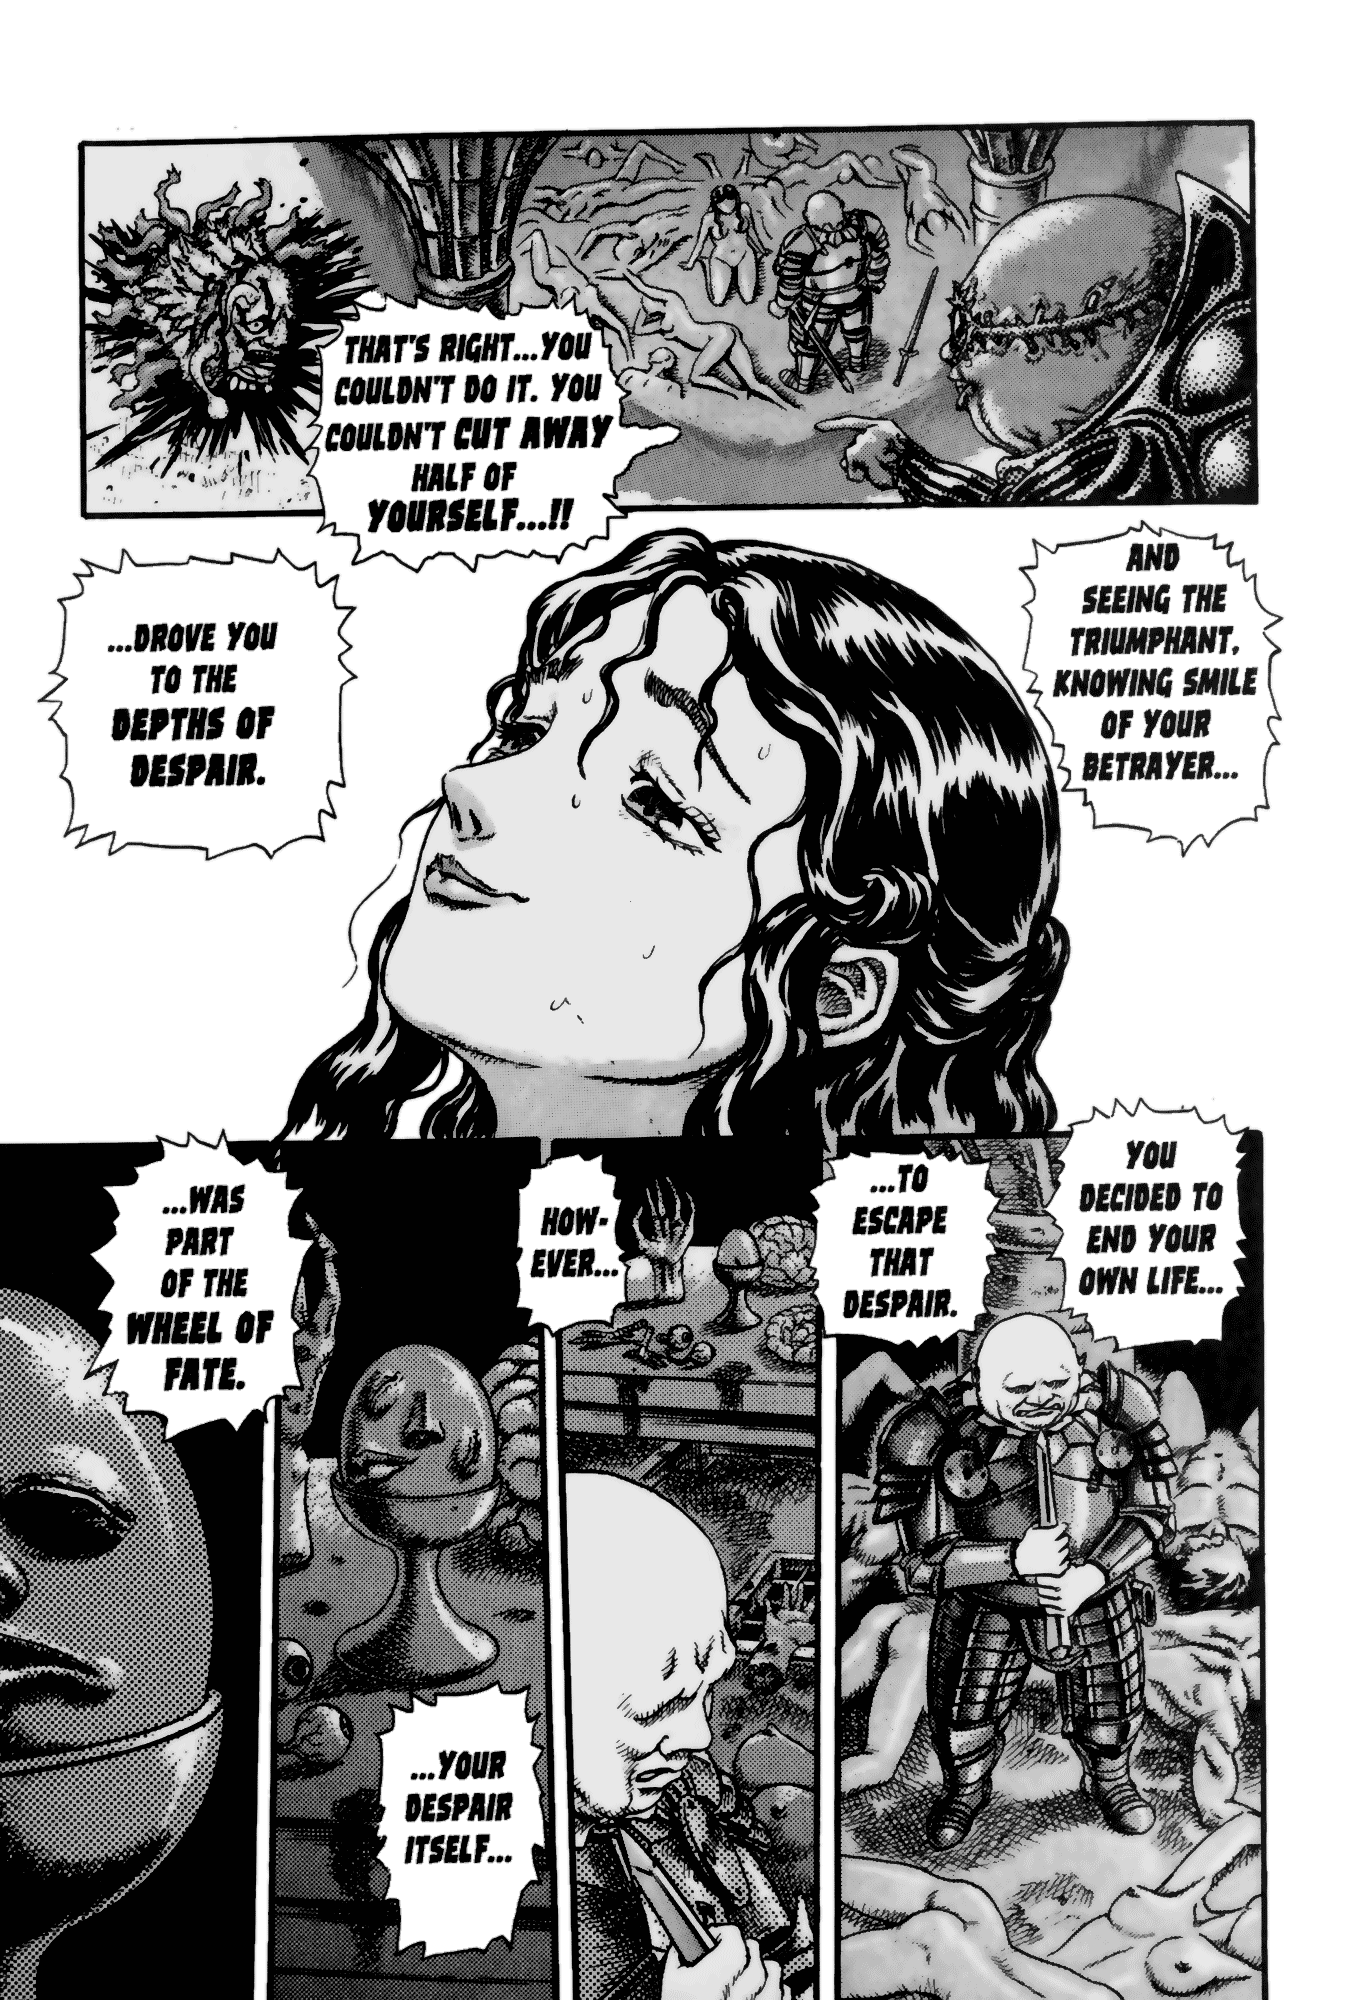 THAT'S RIGHT...YOU
COULDN'T DO IT. YOU
COULDN'T CUT AWAY
HALF OF
YOURSELF...!!
AND
SEEING THE
TRIUMPHANT,
KNOWING SMILE
OF YOUR
BETRAYER...
...DROVE YOU
TO THE
DEPTHS OF
DESPAIR.
YOU
DECIDED TO
END YOUR
OWN LIFE...
...TO
ESCAPE
THAT
DESPAIR.
HOW-
EVER...
...YOUR
DESPAIR
ITSELF...
...WAS
PART
OF THE
WHEEL OF
FATE.